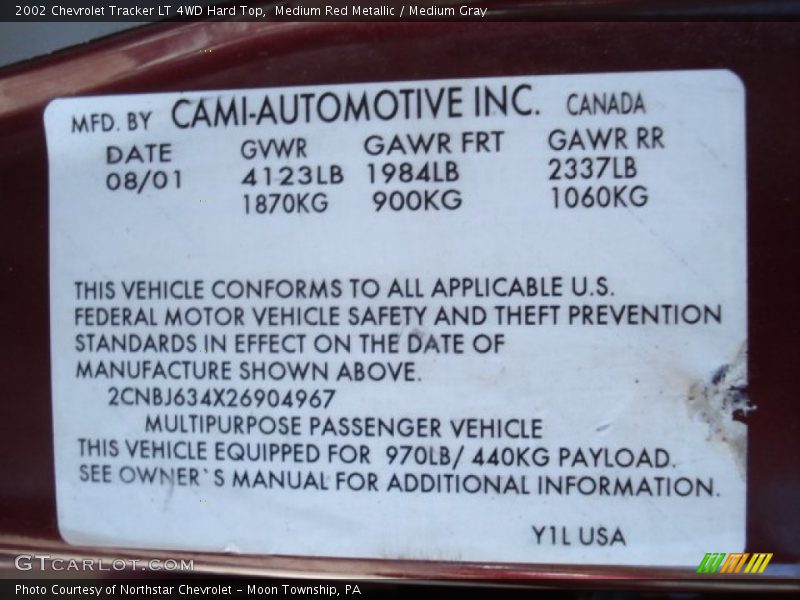 2002 Chevrolet Tracker LT 4WD Hard Top,  Medium Red Metallic / Medium Gray
MFD. BY CAMI-AUTOMOTIVE INC. CANADA
DATE GVWR GAWR FRT GAWR RR
08/01 4123LB 1984LB 2337LB
1870KG 900KG 1060KG
THIS VEHICLE CONFORMS TO ALL APPLICABLE U.S.
FEDERAL MOTOR VEHICLE SAFETY AND THEFT PREVENTION
STANDARDS IN EFFECT ON THE DATE OF
MANUFACTURE SHOWN ABOVE.
2CNBJ634X26904967
MULTIPURPOSE PASSENGER VEHICLE
THIS VEHICLE EQUIPPED FOR 970LB/ 440KG PAYLOAD.
SEE OWNER`S MANUAL FOR ADDITIONAL INFORMATION.
Y1L USA
GTCARLOT.COM
Photo Courtesy of Northstar Chevrolet - Moon Township, PA